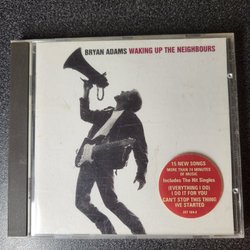 BRYAN ADAMS WAKING UP THE NEIGHBOURS
15 NEW SONGS
MORE THAN 74 MINUTES
OF MUSIC
Includes The Hit Singles
(EVERYTHING I DO)
I DO IT FOR YOU
CAN'T STOP THIS THING
WE STARTED